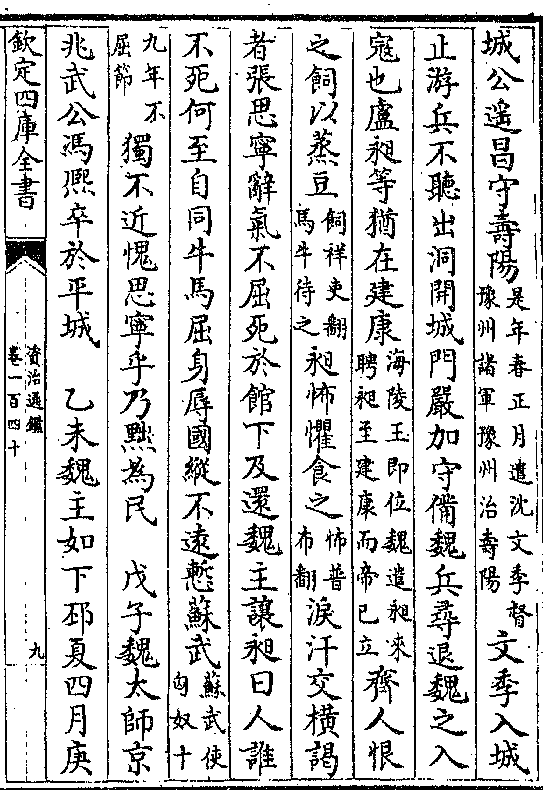 城公遥昌守壽陽是年春正月遣沈文季督豫州諸軍豫州治壽陽文季入城
止游兵不聽出洞開城門嚴加守備魏兵尋退魏之入
寇也盧昶等猶在建康海陵王即位魏遣昶来聘昶至建康而帝已立齊人恨
之飼以蒸豆飼祥吏翻馬牛待之昶怖懼食之怖普布翻淚汗交横謁
者張思寧辭氣不屈死於館下及還魏主讓昶曰人誰
不死何至自同牛馬屈身辱國縱不逺慙蘇武蘇武使匈奴十
九年不屈節獨不近愧思寧乎乃黜為民 戊子魏太師京
兆武公馮熈卒於平城 乙未魏主如下邳夏四月庚
欽定四庫全書
資治通鑑
卷一百四十
九